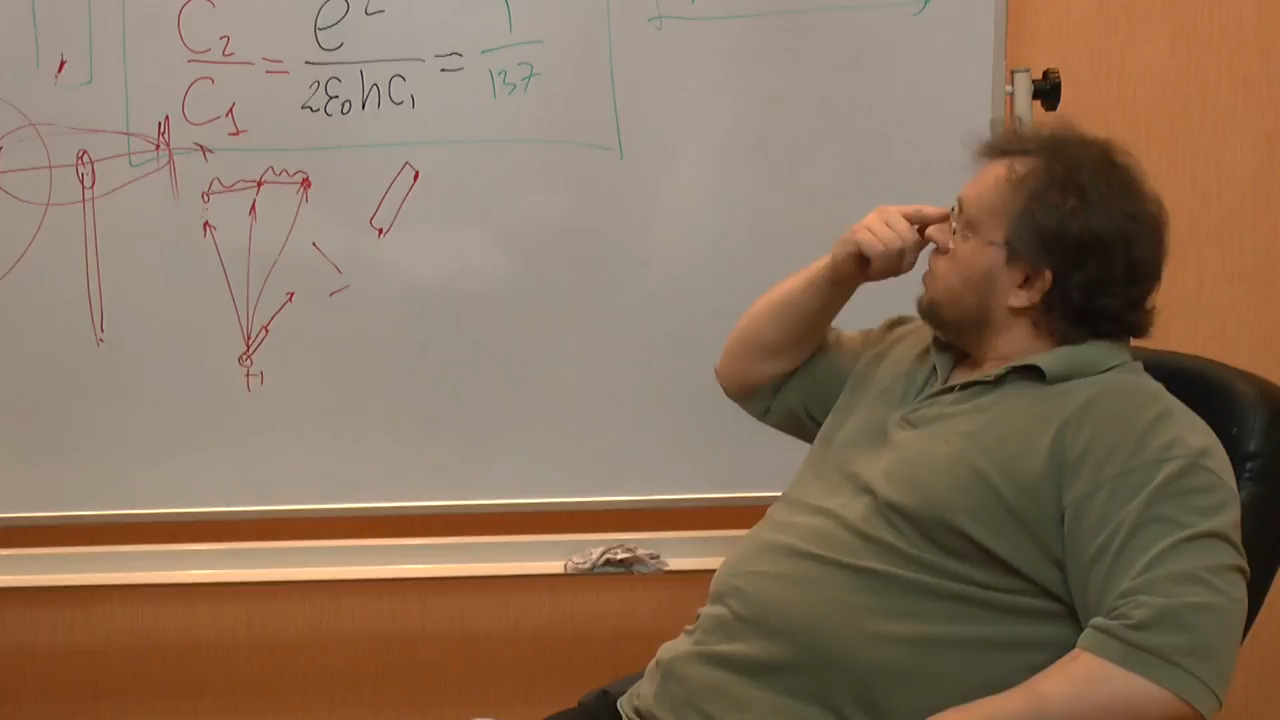 C₂/C₁ = e²/2ε₀hC₁ = 1/137
+1